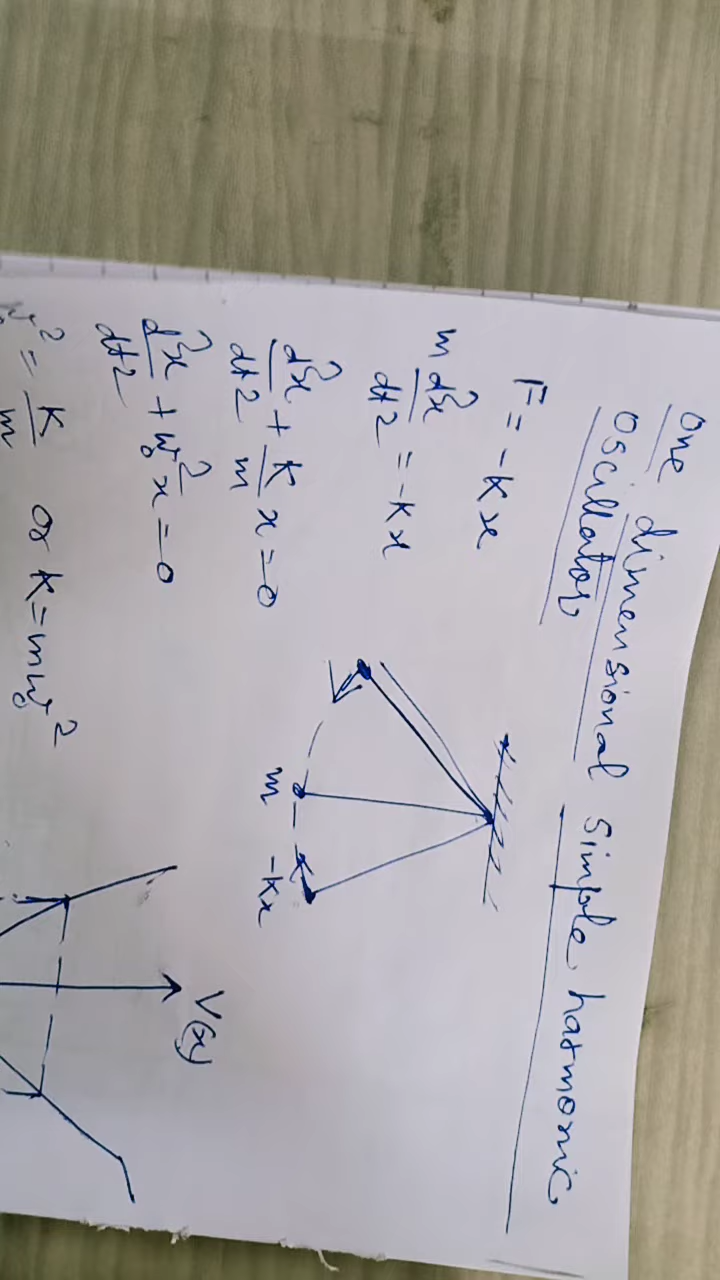 One dimensional Simple harmonic
Oscillator
F = -Kx
m d²x/dt² = -Kx
d²x/dt² + K/m x = 0
d²x/dt² + ω₀² x = 0
ω₀² = K/m or K = mω₀²
m
-Kx
V(x)